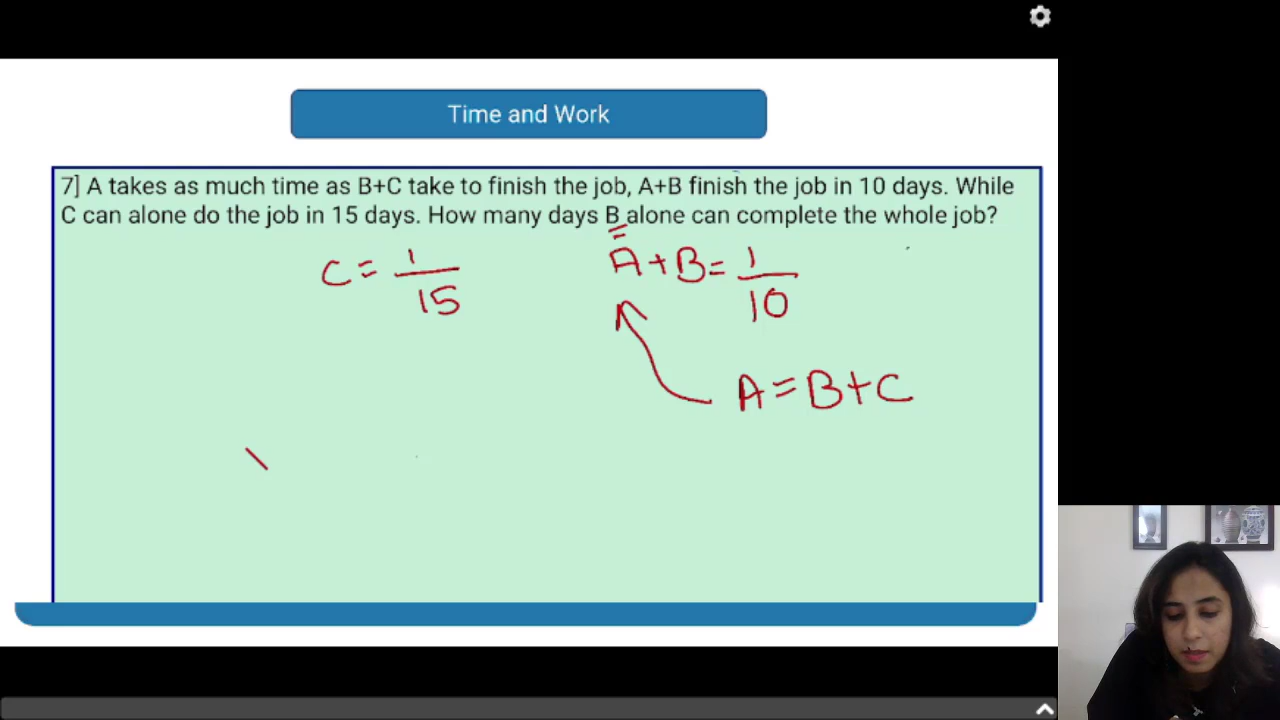 Time and Work
7] A takes as much time as B+C take to finish the job, A+B finish the job in 10 days. While
C can alone do the job in 15 days. How many days B alone can complete the whole job?
C = 1/15
A+B = 1/10
A = B+C